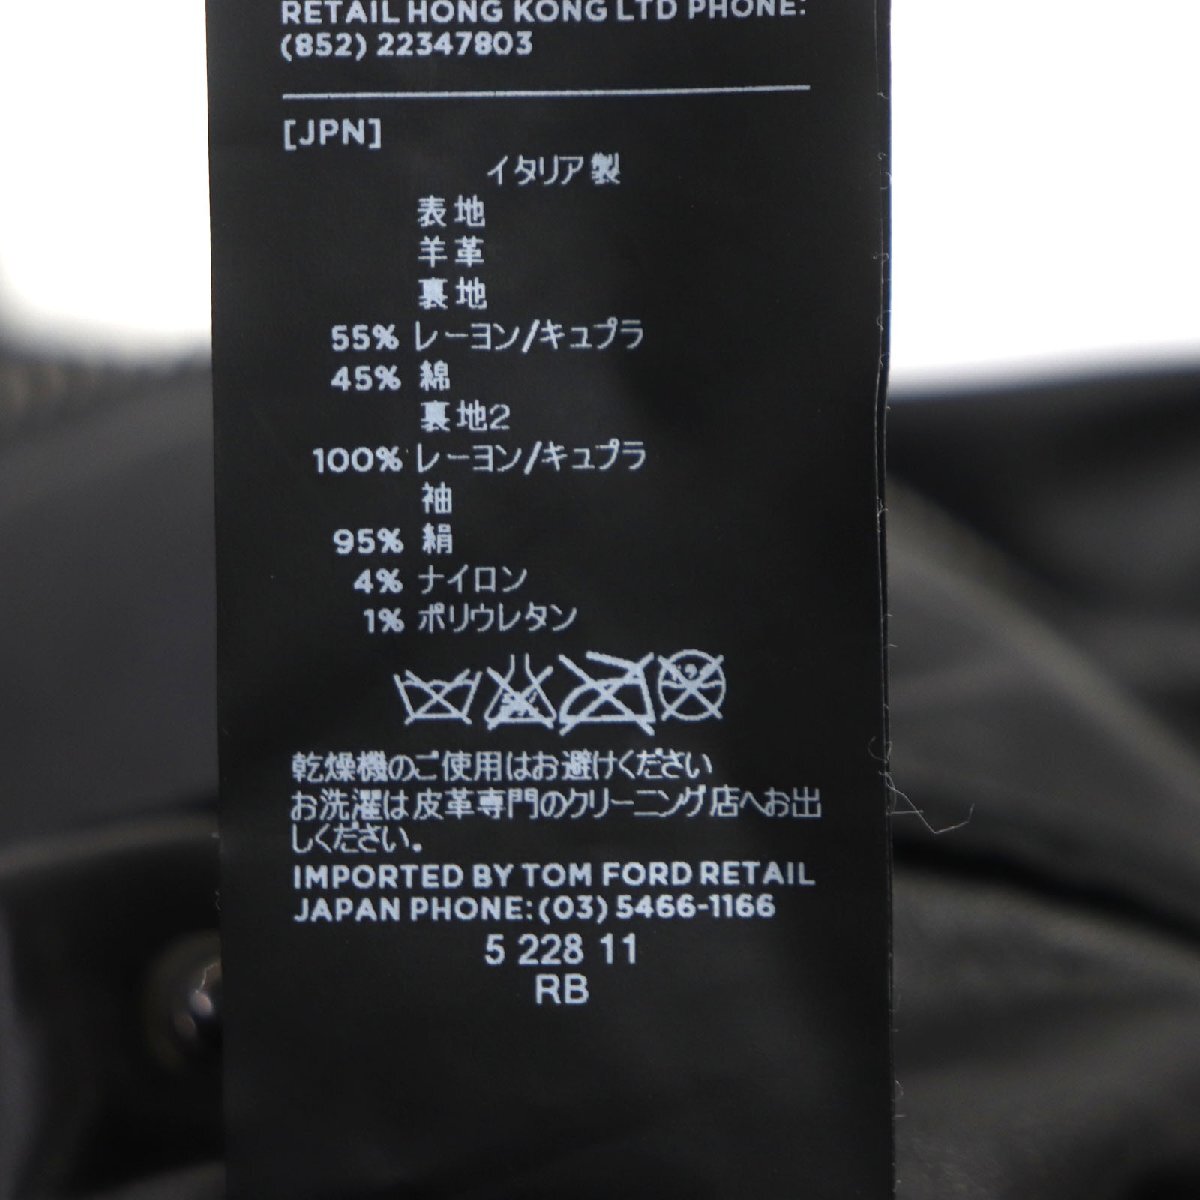 RETAIL HONG KONG LTD PHONE:
(852) 22347803
[JPN]
イタリア製
表地
羊革
裏地
55% レーヨン/キュプラ
45% 綿
裏地2
100% レーヨン/キュプラ
袖
95% 絹
4% ナイロン
1% ポリウレタン
乾燥機のご使用はお避けください
お洗濯は皮革専門のクリーニング店へお出
しください。
IMPORTED BY TOM FORD RETAIL
JAPAN PHONE:(03) 5466-1166
5 228 11
RB